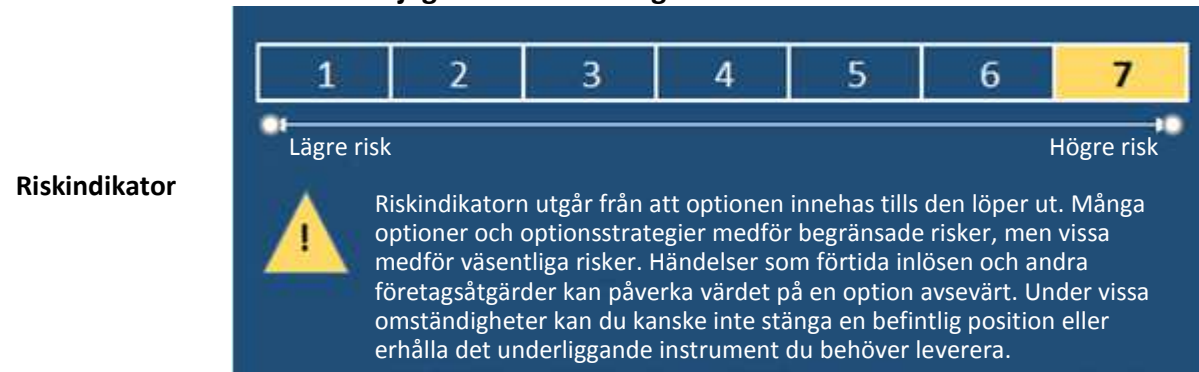 1 2 3 4 5 6 7
Lägre risk Högre risk
Riskindikator
Riskindikatorn utgår från att optionen innehas tills den löper ut. Många
optioner och optionsstrategier medför begränsade risker, men vissa
medför väsentliga risker. Händelser som förtida inlösen och andra
företagsåtgärder kan påverka värdet på en option avsevärt. Under vissa
omständigheter kan du kanske inte stänga en befintlig position eller
erhålla det underliggande instrument du behöver leverera.